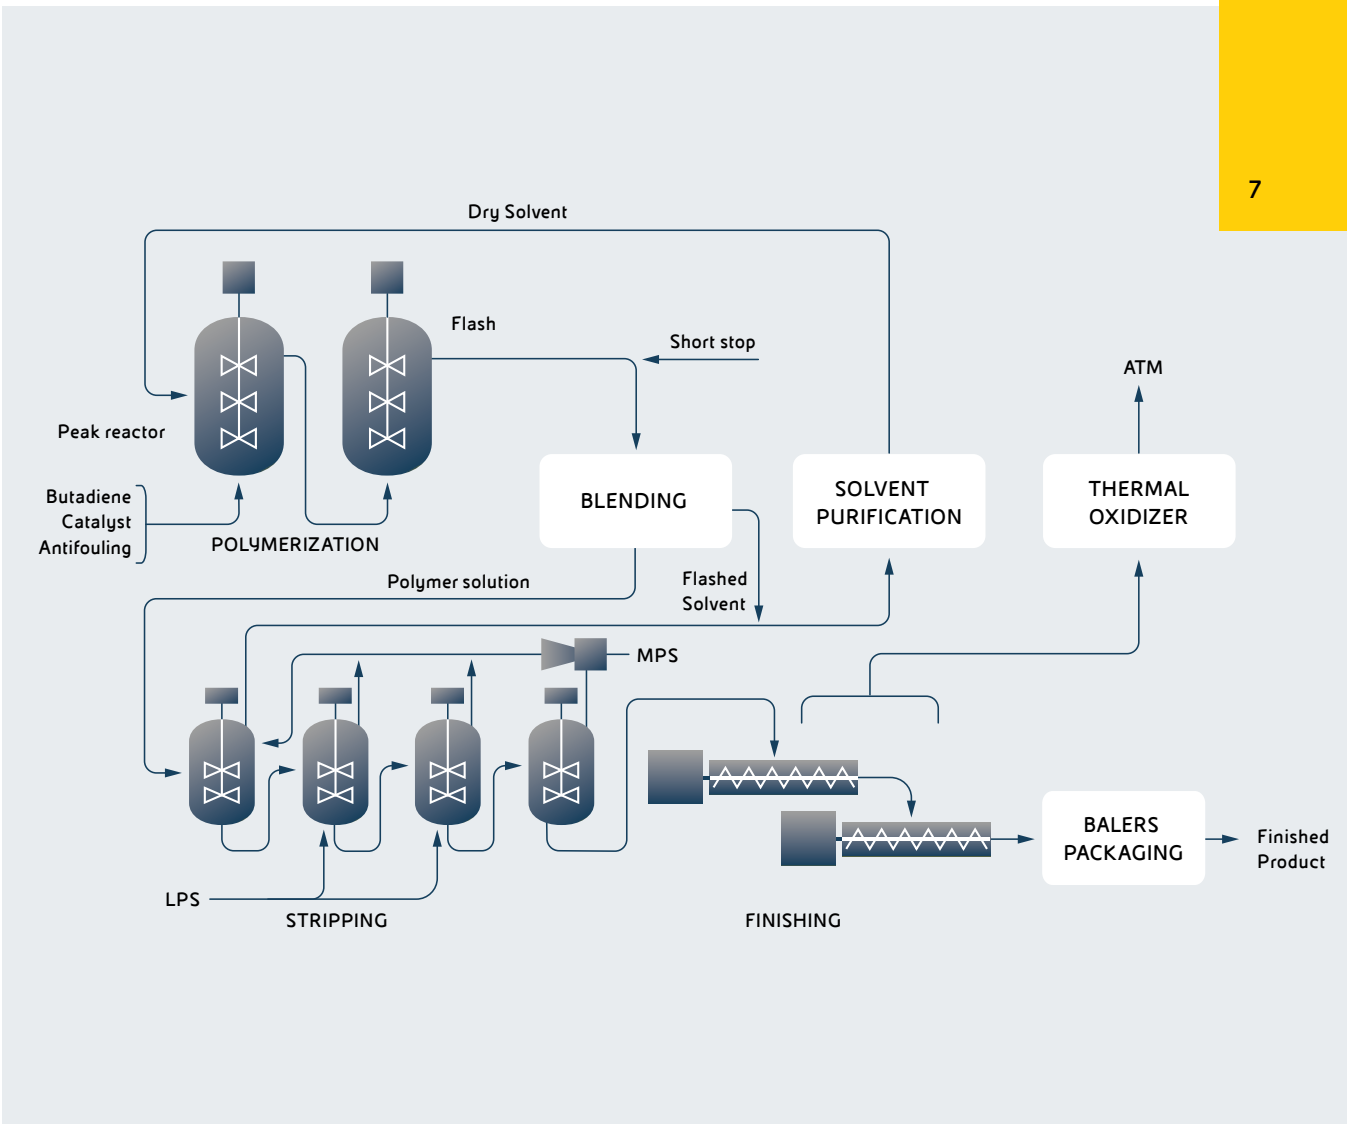 7
Dry Solvent
Flash
Short stop
ATM
Peak reactor
Butadiene
Catalyst
Antifouling
POLYMERIZATION
BLENDING
SOLVENT
PURIFICATION
THERMAL
OXIDIZER
Polymer solution
Flashed
Solvent
MPS
LPS
STRIPPING
FINISHING
BALERS
PACKAGING
Finished
Product